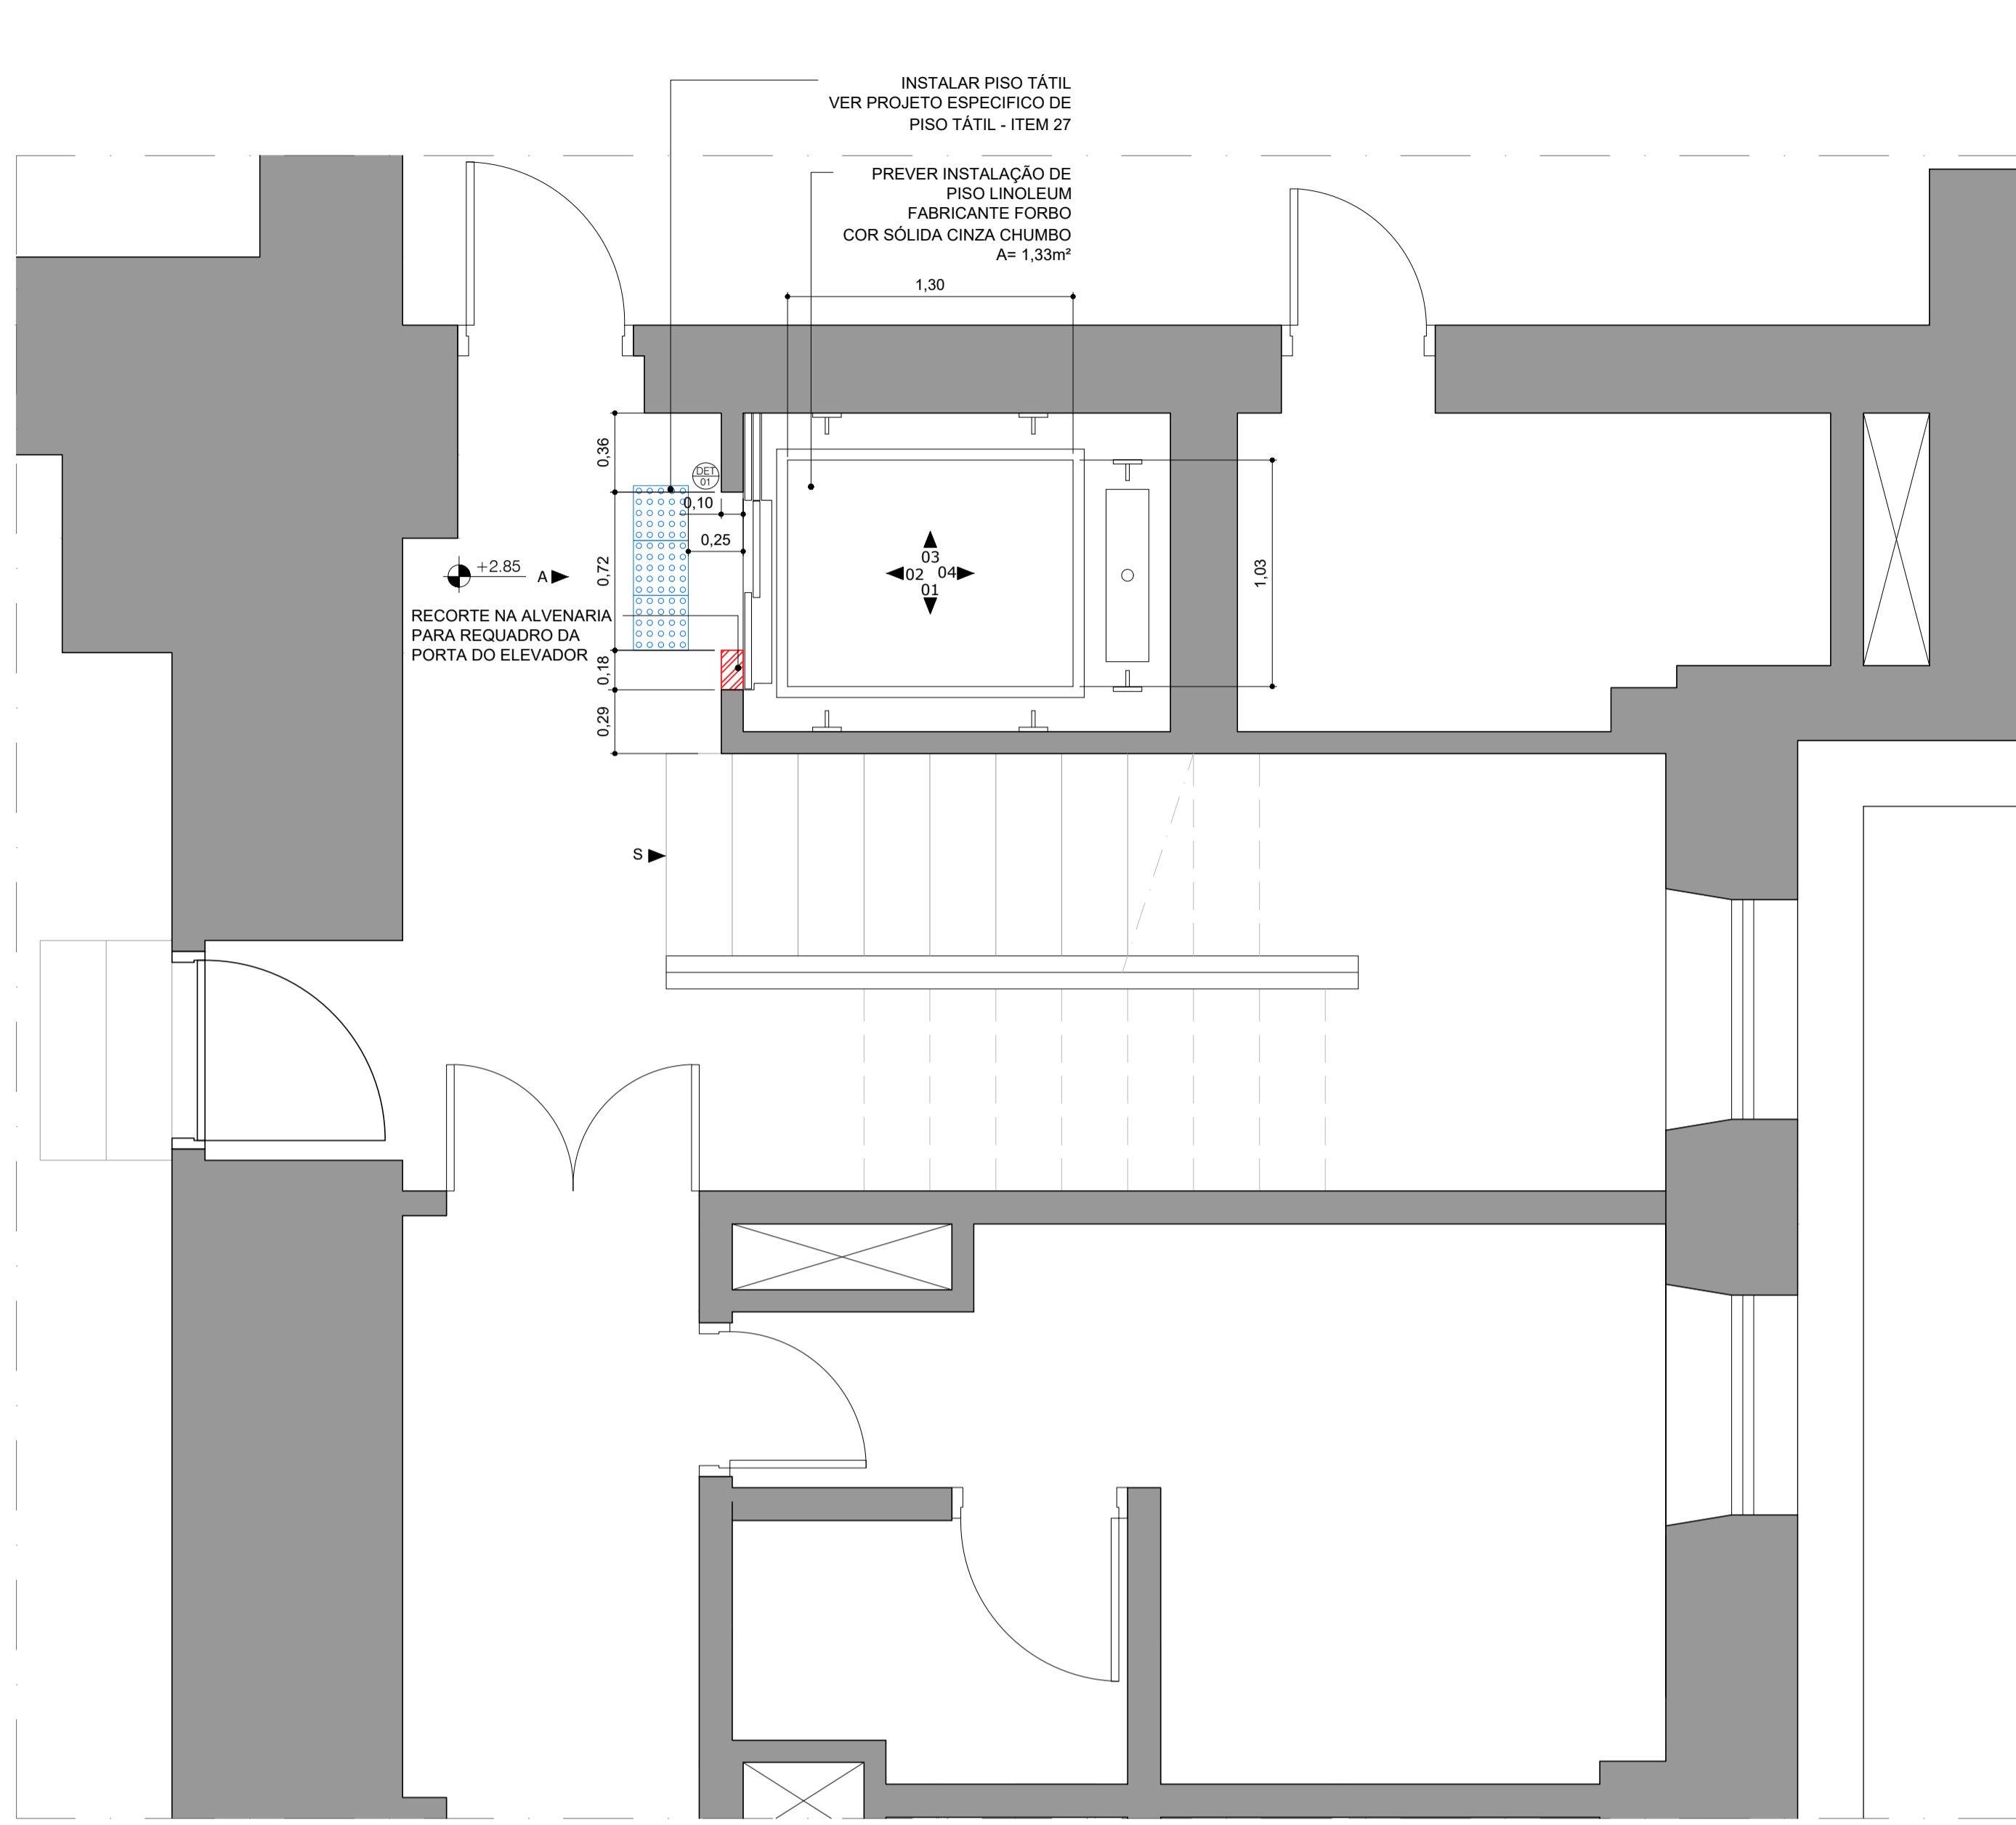 INSTALAR PISO TÁTIL
VER PROJETO ESPECIFICO DE
PISO TÁTIL - ITEM 27
PREVER INSTALAÇÃO DE
PISO LINOLEUM
FABRICANTE FORBO
COR SÓLIDA CINZA CHUMBO
A= 1,33m²
1,30
0,36
DET
01
0,10
0,25
0,72
+2.85
A
03
02
04
01
1,03
RECORTE NA ALVENARIA
PARA REQUADRO DA
PORTA DO ELEVADOR
0,18
0,29
S